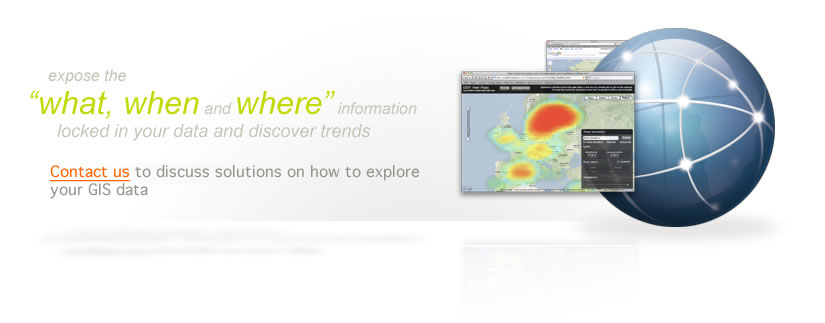 expose the
“what, when and where” information
locked in your data and discover trends
Contact us to discuss solutions on how to explore
your GIS data
Google